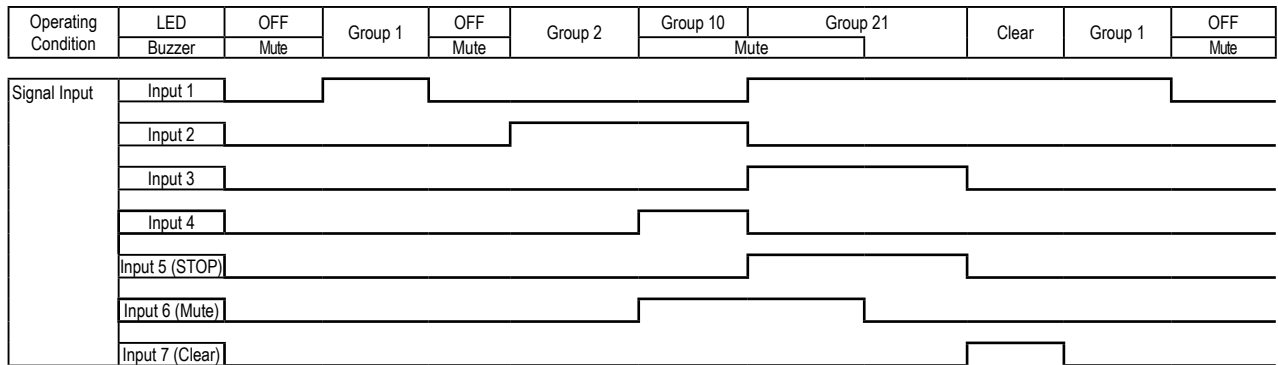 Operating Condition LED OFF Group 1 OFF Group 2 Group 10 Group 21 Clear Group 1 OFF
Buzzer Mute Mute Mute Mute
Signal Input Input 1
Input 2
Input 3
Input 4
Input 5 (STOP)
Input 6 (Mute)
Input 7 (Clear)